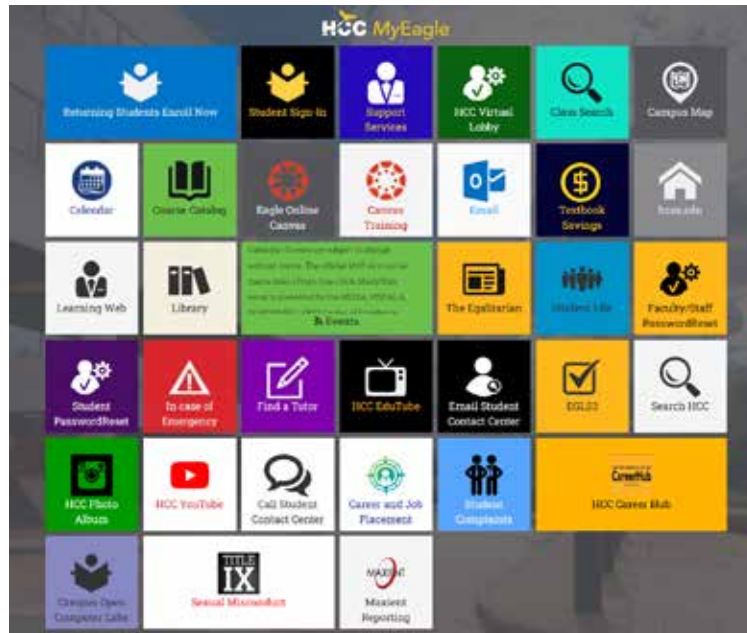 HCC MyEagle
Returning Students Enroll Now
Student Sign-In
Support
Services
HCC Virtual
Lobby
Class Search
Campus Map
Calendar
Course Catalog
Eagle Online
Canvas
Canvas
Training
Email
Textbook
Savings
hccs.edu
Learning Web
Library
Events
The Egalitarian
Student Life
Faculty/Staff
PasswordReset
Student
PasswordReset
In case of
Emergency
Find a Tutor
HCC EduTube
Email Student
Contact Center
EGLS3
Search HCC
HCC Photo
Album
HCC YouTube
Call Student
Contact Center
Career and Job
Placement
Student
Complaints
CareerHub
HCC Career Hub
Campus Open
Computer Labs
TITLE
IX
Sexual Misconduct
MAXIENT
Maxient
Reporting